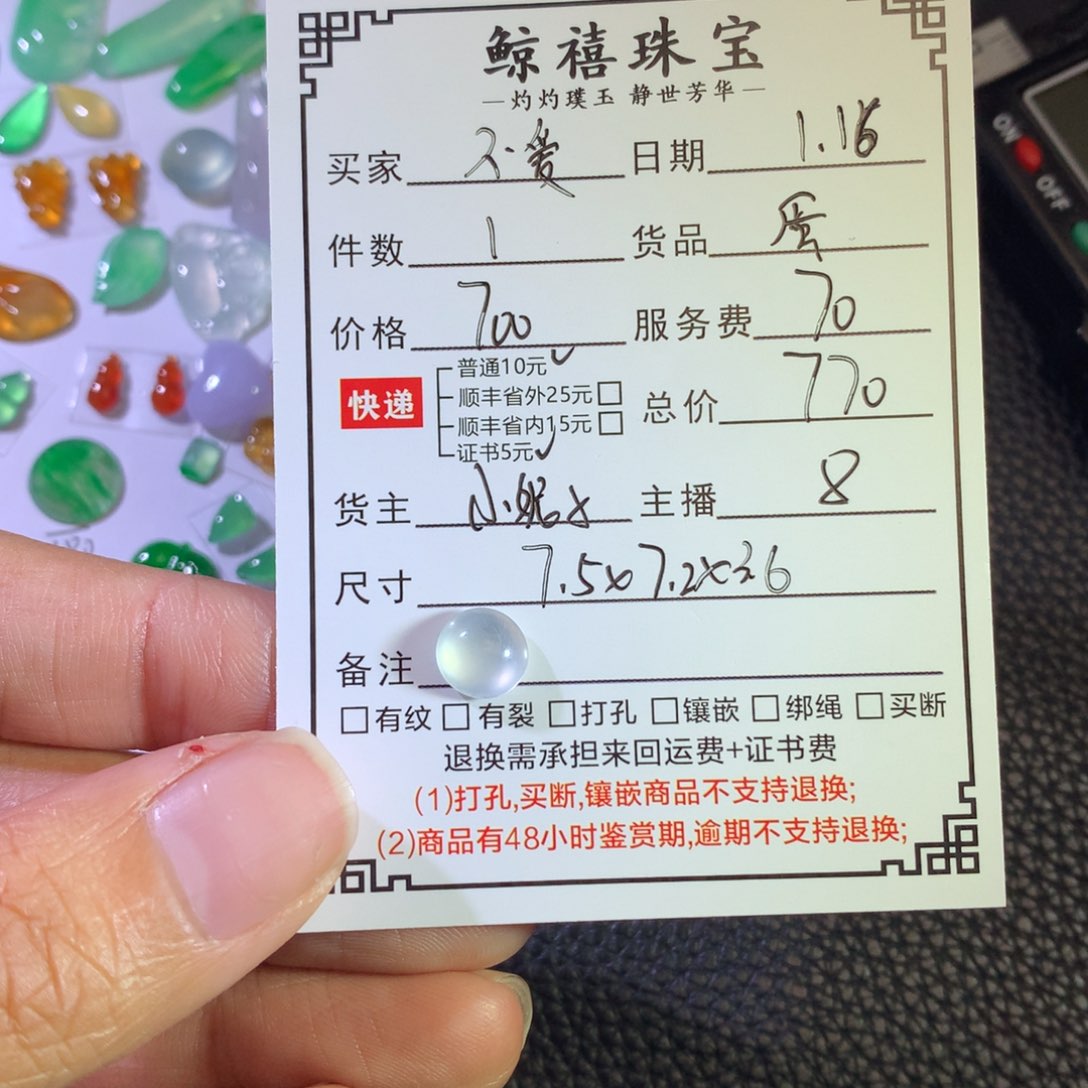 鲸禧珠宝
—灼灼璞玉 静世芳华—
买家 不.爱 日期 1.16
件数 1 货品 蛋
价格 700 服务费 70
快递 普通10元✓
顺丰省外25元□ 总价 770
顺丰省内15元□
证书5元✓
货主 主播 8
尺寸 7.5x7.2x3.6
备注
□有纹 □有裂 □打孔 □镶嵌 □绑绳 □买断
退换需承担来回运费+证书费
(1)打孔,买断,镶嵌商品不支持退换;
(2)商品有48小时鉴赏期,逾期不支持退换;
ON
OFF